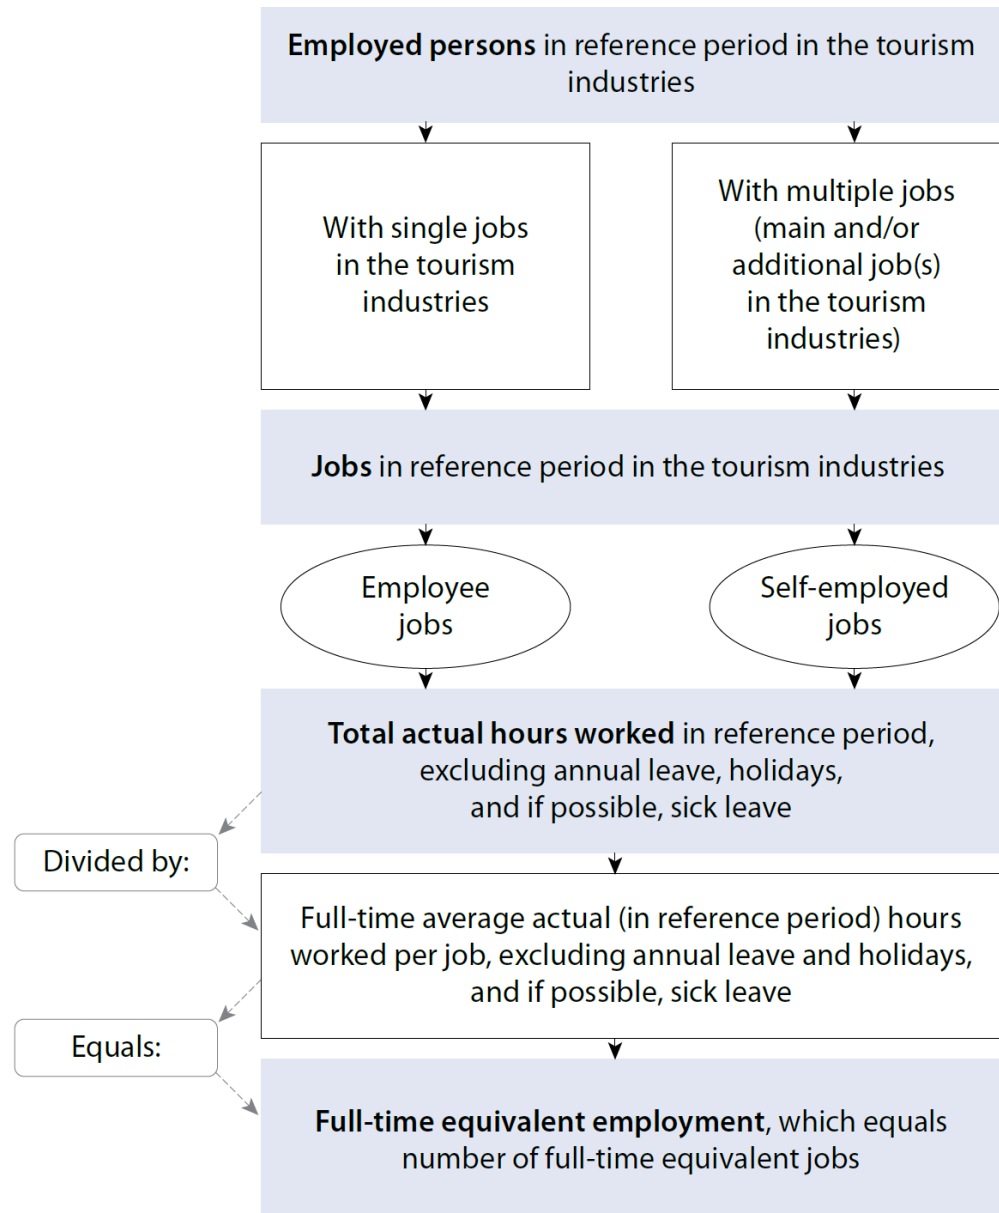 Employed persons in reference period in the tourism
industries
With single jobs
in the tourism
industries
With multiple jobs
(main and/or
additional job(s)
in the tourism
industries)
Jobs in reference period in the tourism industries
Employee
jobs
Self-employed
jobs
Total actual hours worked in reference period,
excluding annual leave, holidays,
and if possible, sick leave
Divided by:
Full-time average actual (in reference period) hours
worked per job, excluding annual leave and holidays,
and if possible, sick leave
Equals:
Full-time equivalent employment, which equals
number of full-time equivalent jobs